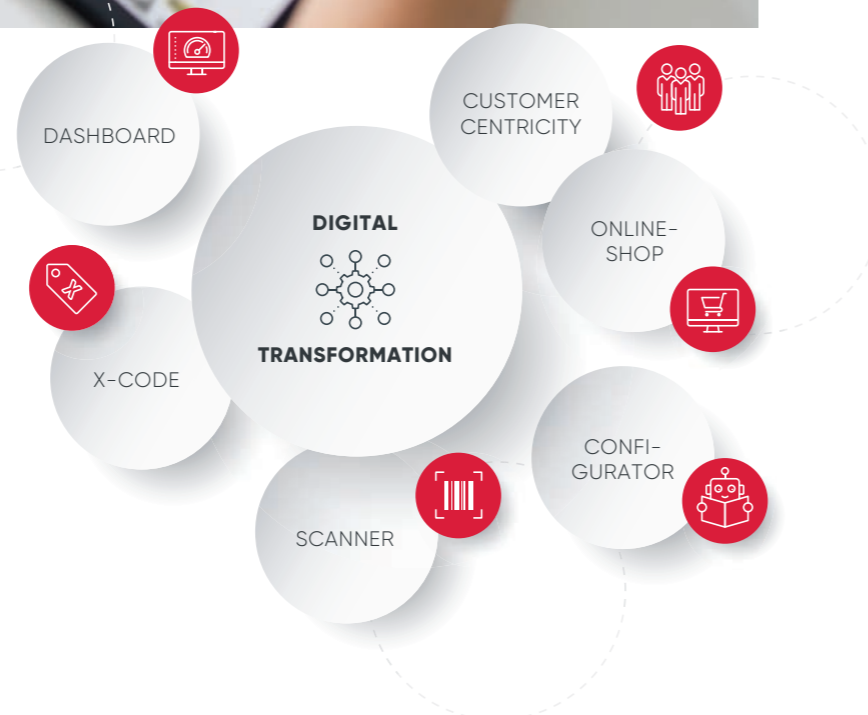 DASHBOARD
CUSTOMER
CENTRICITY
DIGITAL
TRANSFORMATION
ONLINE-
SHOP
X
X-CODE
CONFI-
GURATOR
SCANNER